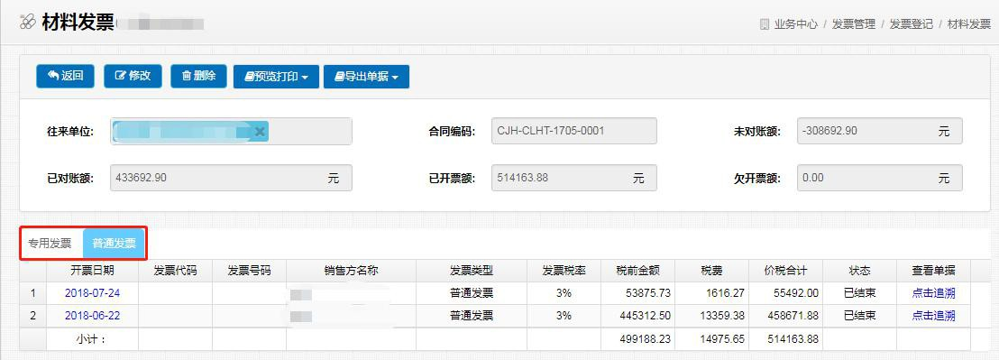 材料发票
业务中心 / 发票管理 / 发票登记 / 材料发票
返回 修改 删除 预览打印 导出单据
往来单位: 合同编码: CJH-CLHT-1705-0001 未对账额: -308692.90 元
已对账额: 433692.90 元 已开票额: 514163.88 元 欠开票额: 0.00 元
专用发票 普通发票
开票日期 发票代码 发票号码 销售方名称 发票类型 发票税率 税前金额 税费 价税合计 状态 查看单据
1 2018-07-24 普通发票 3% 53875.73 1616.27 55492.00 已结束 点击追溯
2 2018-06-22 普通发票 3% 445312.50 13359.38 458671.88 已结束 点击追溯
小计： 499188.23 14975.65 514163.88